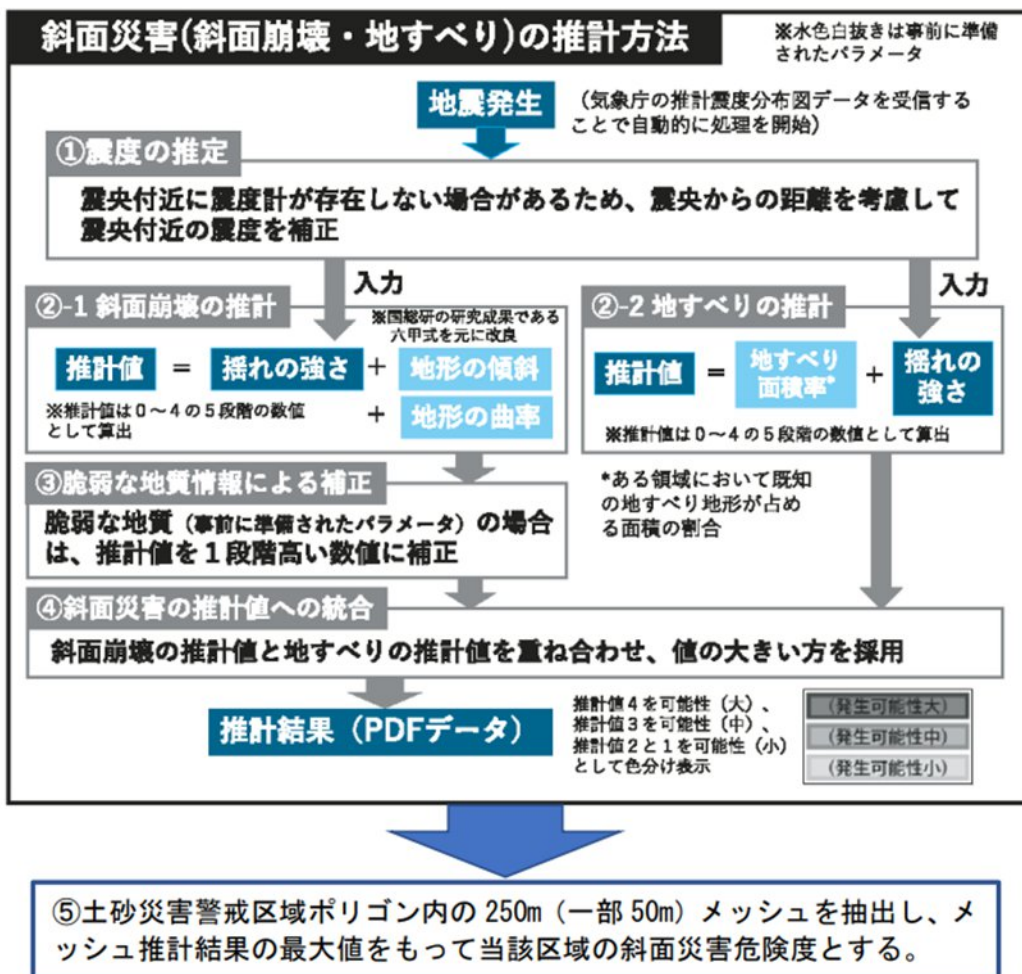 斜面災害(斜面崩壊・地すべり)の推計方法
※水色白抜きは事前に準備
されたパラメータ
地震発生
(気象庁の推計震度分布図データを受信する
ことで自動的に処理を開始)
①震度の推定
震央付近に震度計が存在しない場合があるため、震央からの距離を考慮して
震央付近の震度を補正
入力
入力
②-1 斜面崩壊の推計
※国総研の研究成果である
六甲式を元に改良
推計値 = 揺れの強さ + 地形の傾斜
+ 地形の曲率
※推計値は0~4の5段階の数値
として算出
②-2 地すべりの推計
推計値 = 地すべり
面積率* + 揺れの
強さ
※推計値は0~4の5段階の数値として算出
*ある領域において既知
の地すべり地形が占め
る面積の割合
③脆弱な地質情報による補正
脆弱な地質(事前に準備されたパラメータ)の場合
は、推計値を1段階高い数値に補正
④斜面災害の推計値への統合
斜面崩壊の推計値と地すべりの推計値を重ね合わせ、値の大きい方を採用
推計結果(PDFデータ)
推計値4を可能性(大)、
推計値3を可能性(中)、
推計値2と1を可能性(小)
として色分け表示
(発生可能性大)
(発生可能性中)
(発生可能性小)
⑤土砂災害警戒区域ポリゴン内の 250m(一部 50m)メッシュを抽出し、メ
ッシュ推計結果の最大値をもって当該区域の斜面災害危険度とする。